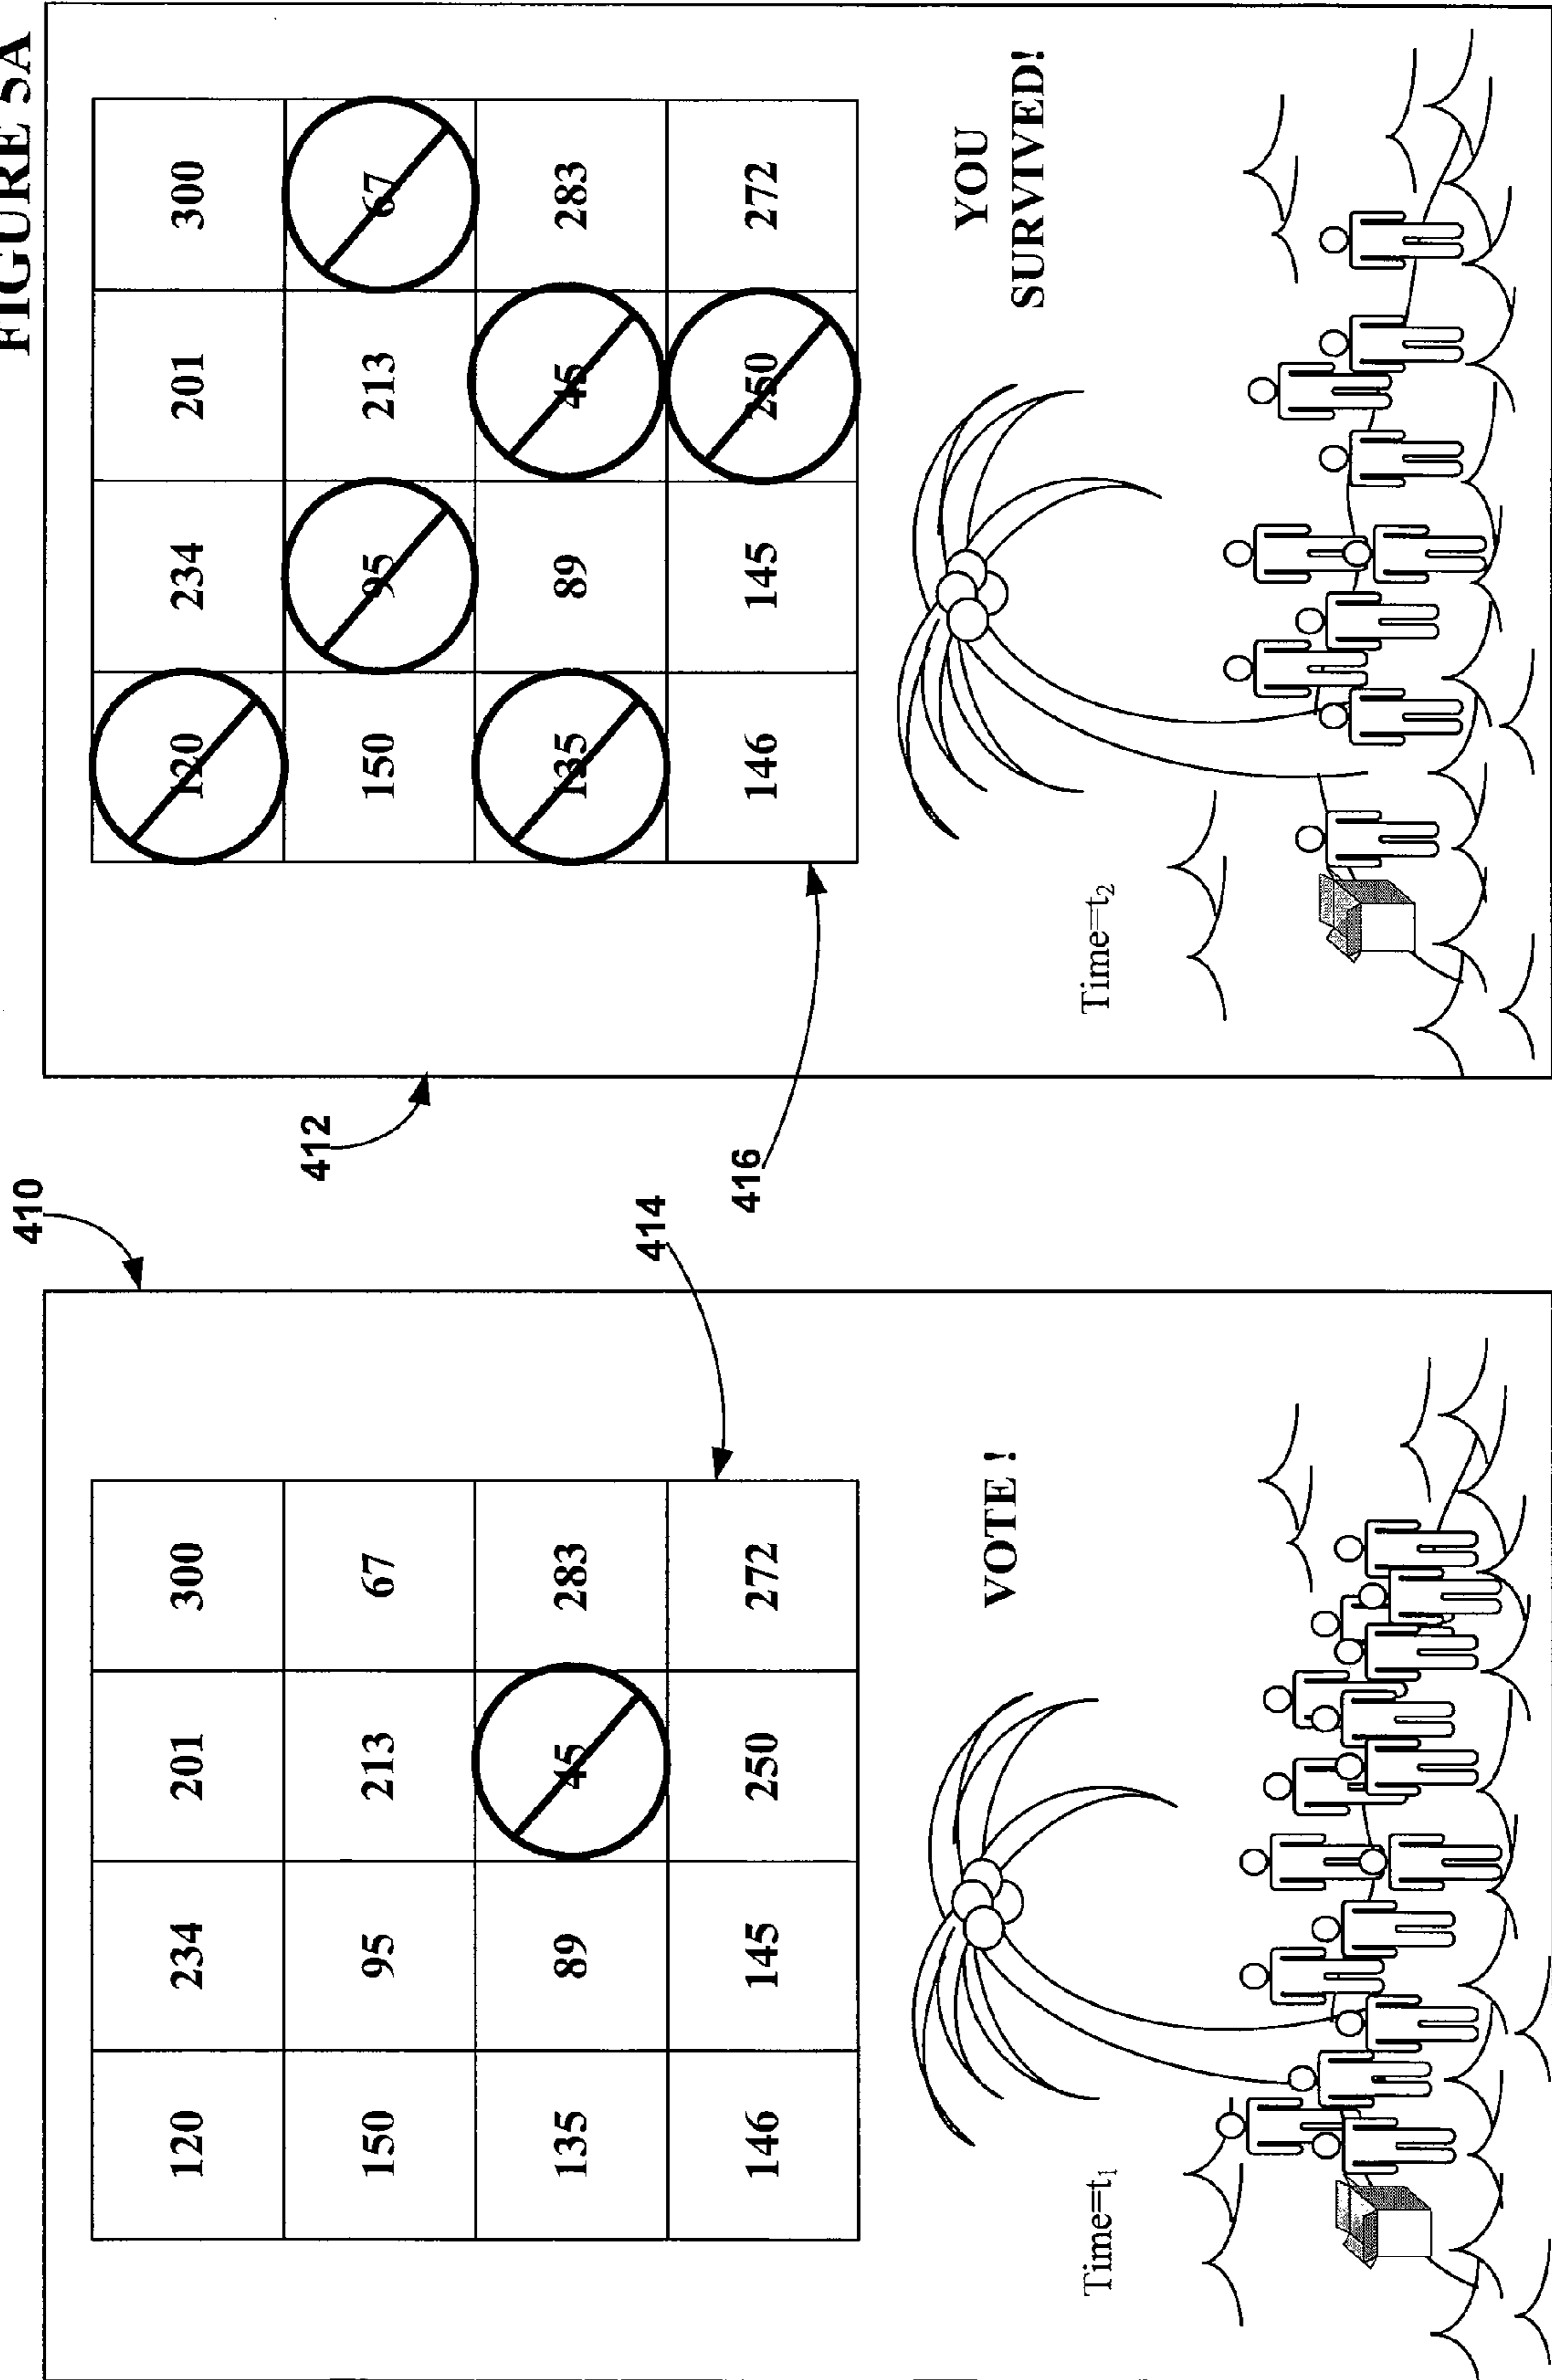 FIGURE 5A
410
412
414
416
120 234 201 300
150 95 213 67
135 89 45 283
146 145 250 272
VOTE !
Time=t1
120 234 201 300
150 95 213 67
135 89 45 283
146 145 250 272
YOU
SURVIVED!
Time=t2